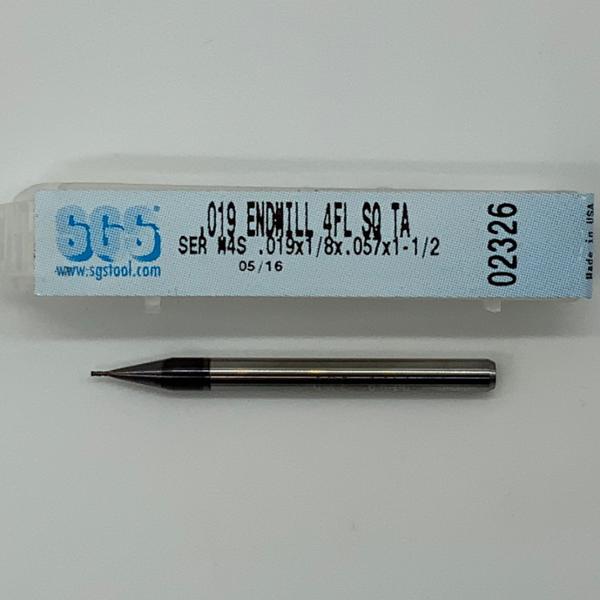 SGS
www.sgstool.com
.019 ENDMILL 4FL SQ TA
SER M4S .019x1/8x.057x1-1/2
05/16
02326
Made in USA